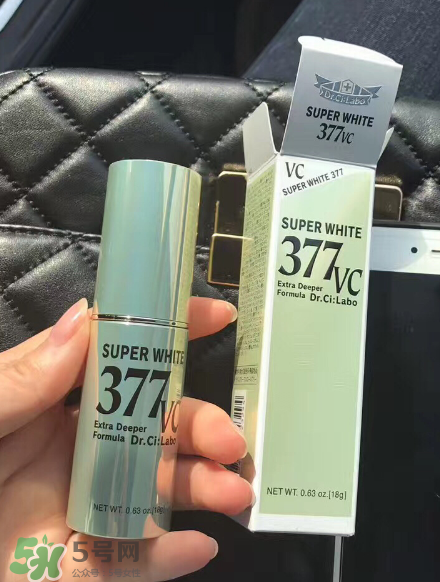 Dr.Ci:Labo
SUPER WHITE
377VC
VC
SUPER WHITE 377
SUPER WHITE
377VC
Extra Deeper
Formula Dr.Ci:Labo
NET WT. 0.63 oz.[18g]
SUPER WHITE
377VC
Extra Deeper
Formula Dr.Ci:Labo
NET WT. 0.63 oz.[18g]
5号网